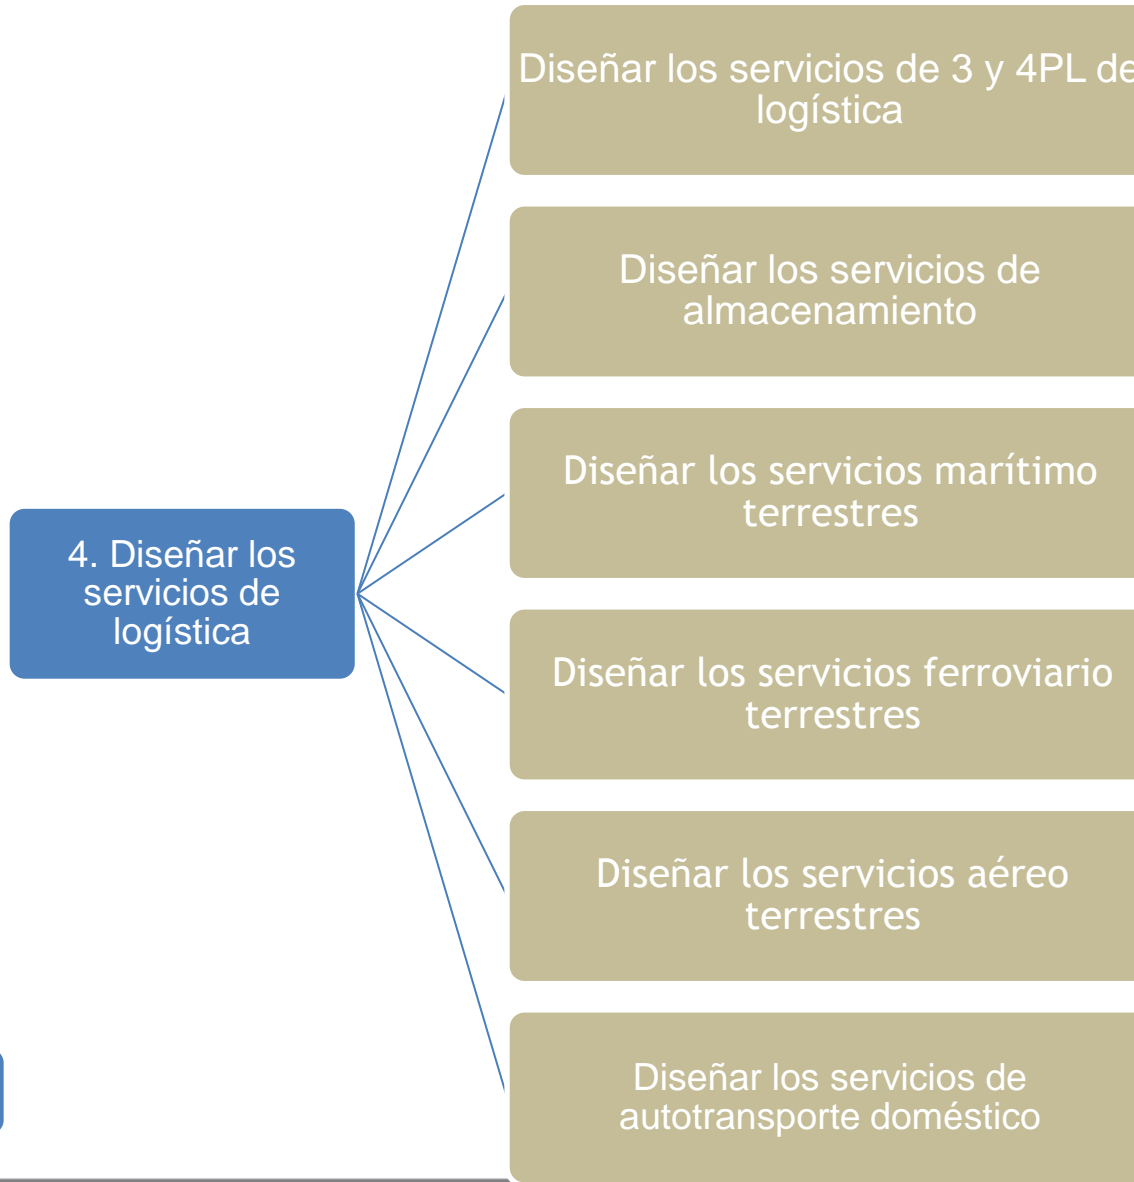 Diseñar los servicios de 3 y 4PL de
logística
Diseñar los servicios de
almacenamiento
Diseñar los servicios marítimo
terrestres
4. Diseñar los
servicios de
logística
Diseñar los servicios ferroviario
terrestres
Diseñar los servicios aéreo
terrestres
Diseñar los servicios de
autotransporte doméstico